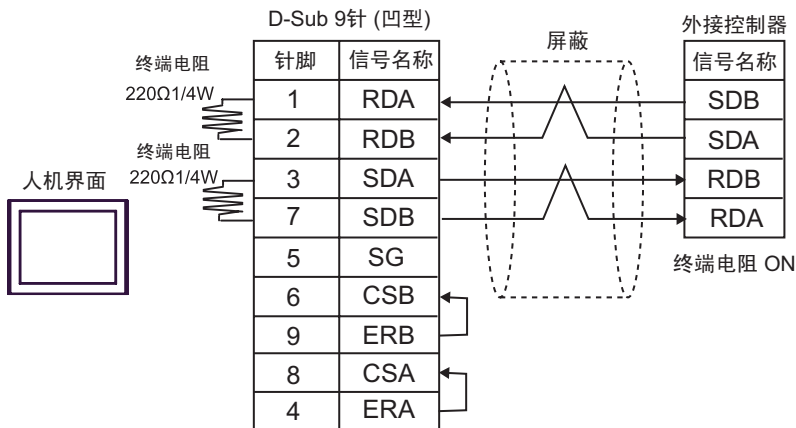 D-Sub 9针 (凹型)
屏蔽
外接控制器
终端电阻
220Ω1/4W
终端电阻
220Ω1/4W
人机界面
针脚 信号名称
1 RDA
2 RDB
3 SDA
7 SDB
5 SG
6 CSB
9 ERB
8 CSA
4 ERA
信号名称
SDB
SDA
RDB
RDA
终端电阻 ON